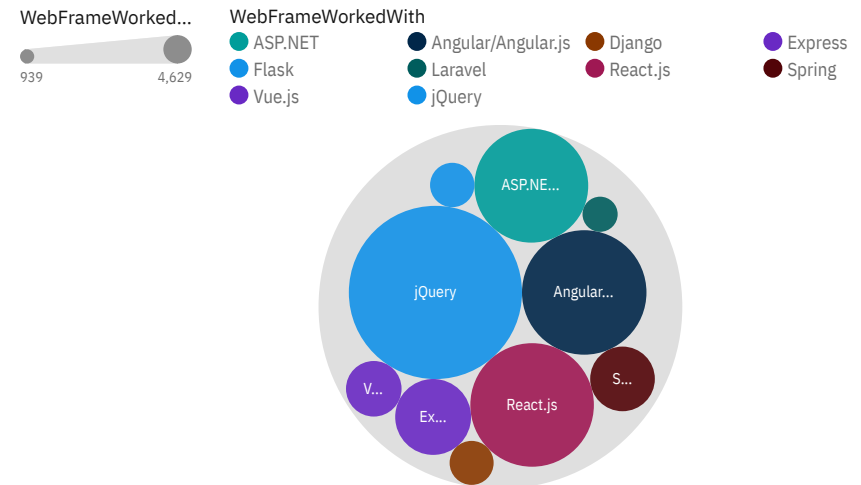 WebFrameWorked...
939
4,629
WebFrameWorkedWith
ASP.NET
Angular/Angular.js
Django
Express
Flask
Laravel
React.js
Spring
Vue.js
jQuery
ASP.NE...
jQuery
Angular...
V...
Ex...
React.js
S...